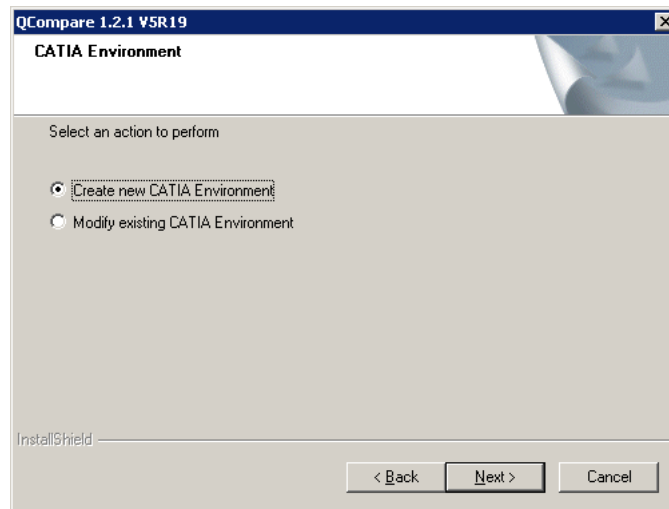 QCompare 1.2.1 V5R19
CATIA Environment
Select an action to perform
Create new CATIA Environment
Modify existing CATIA Environment
InstallShield
< Back
Next >
Cancel